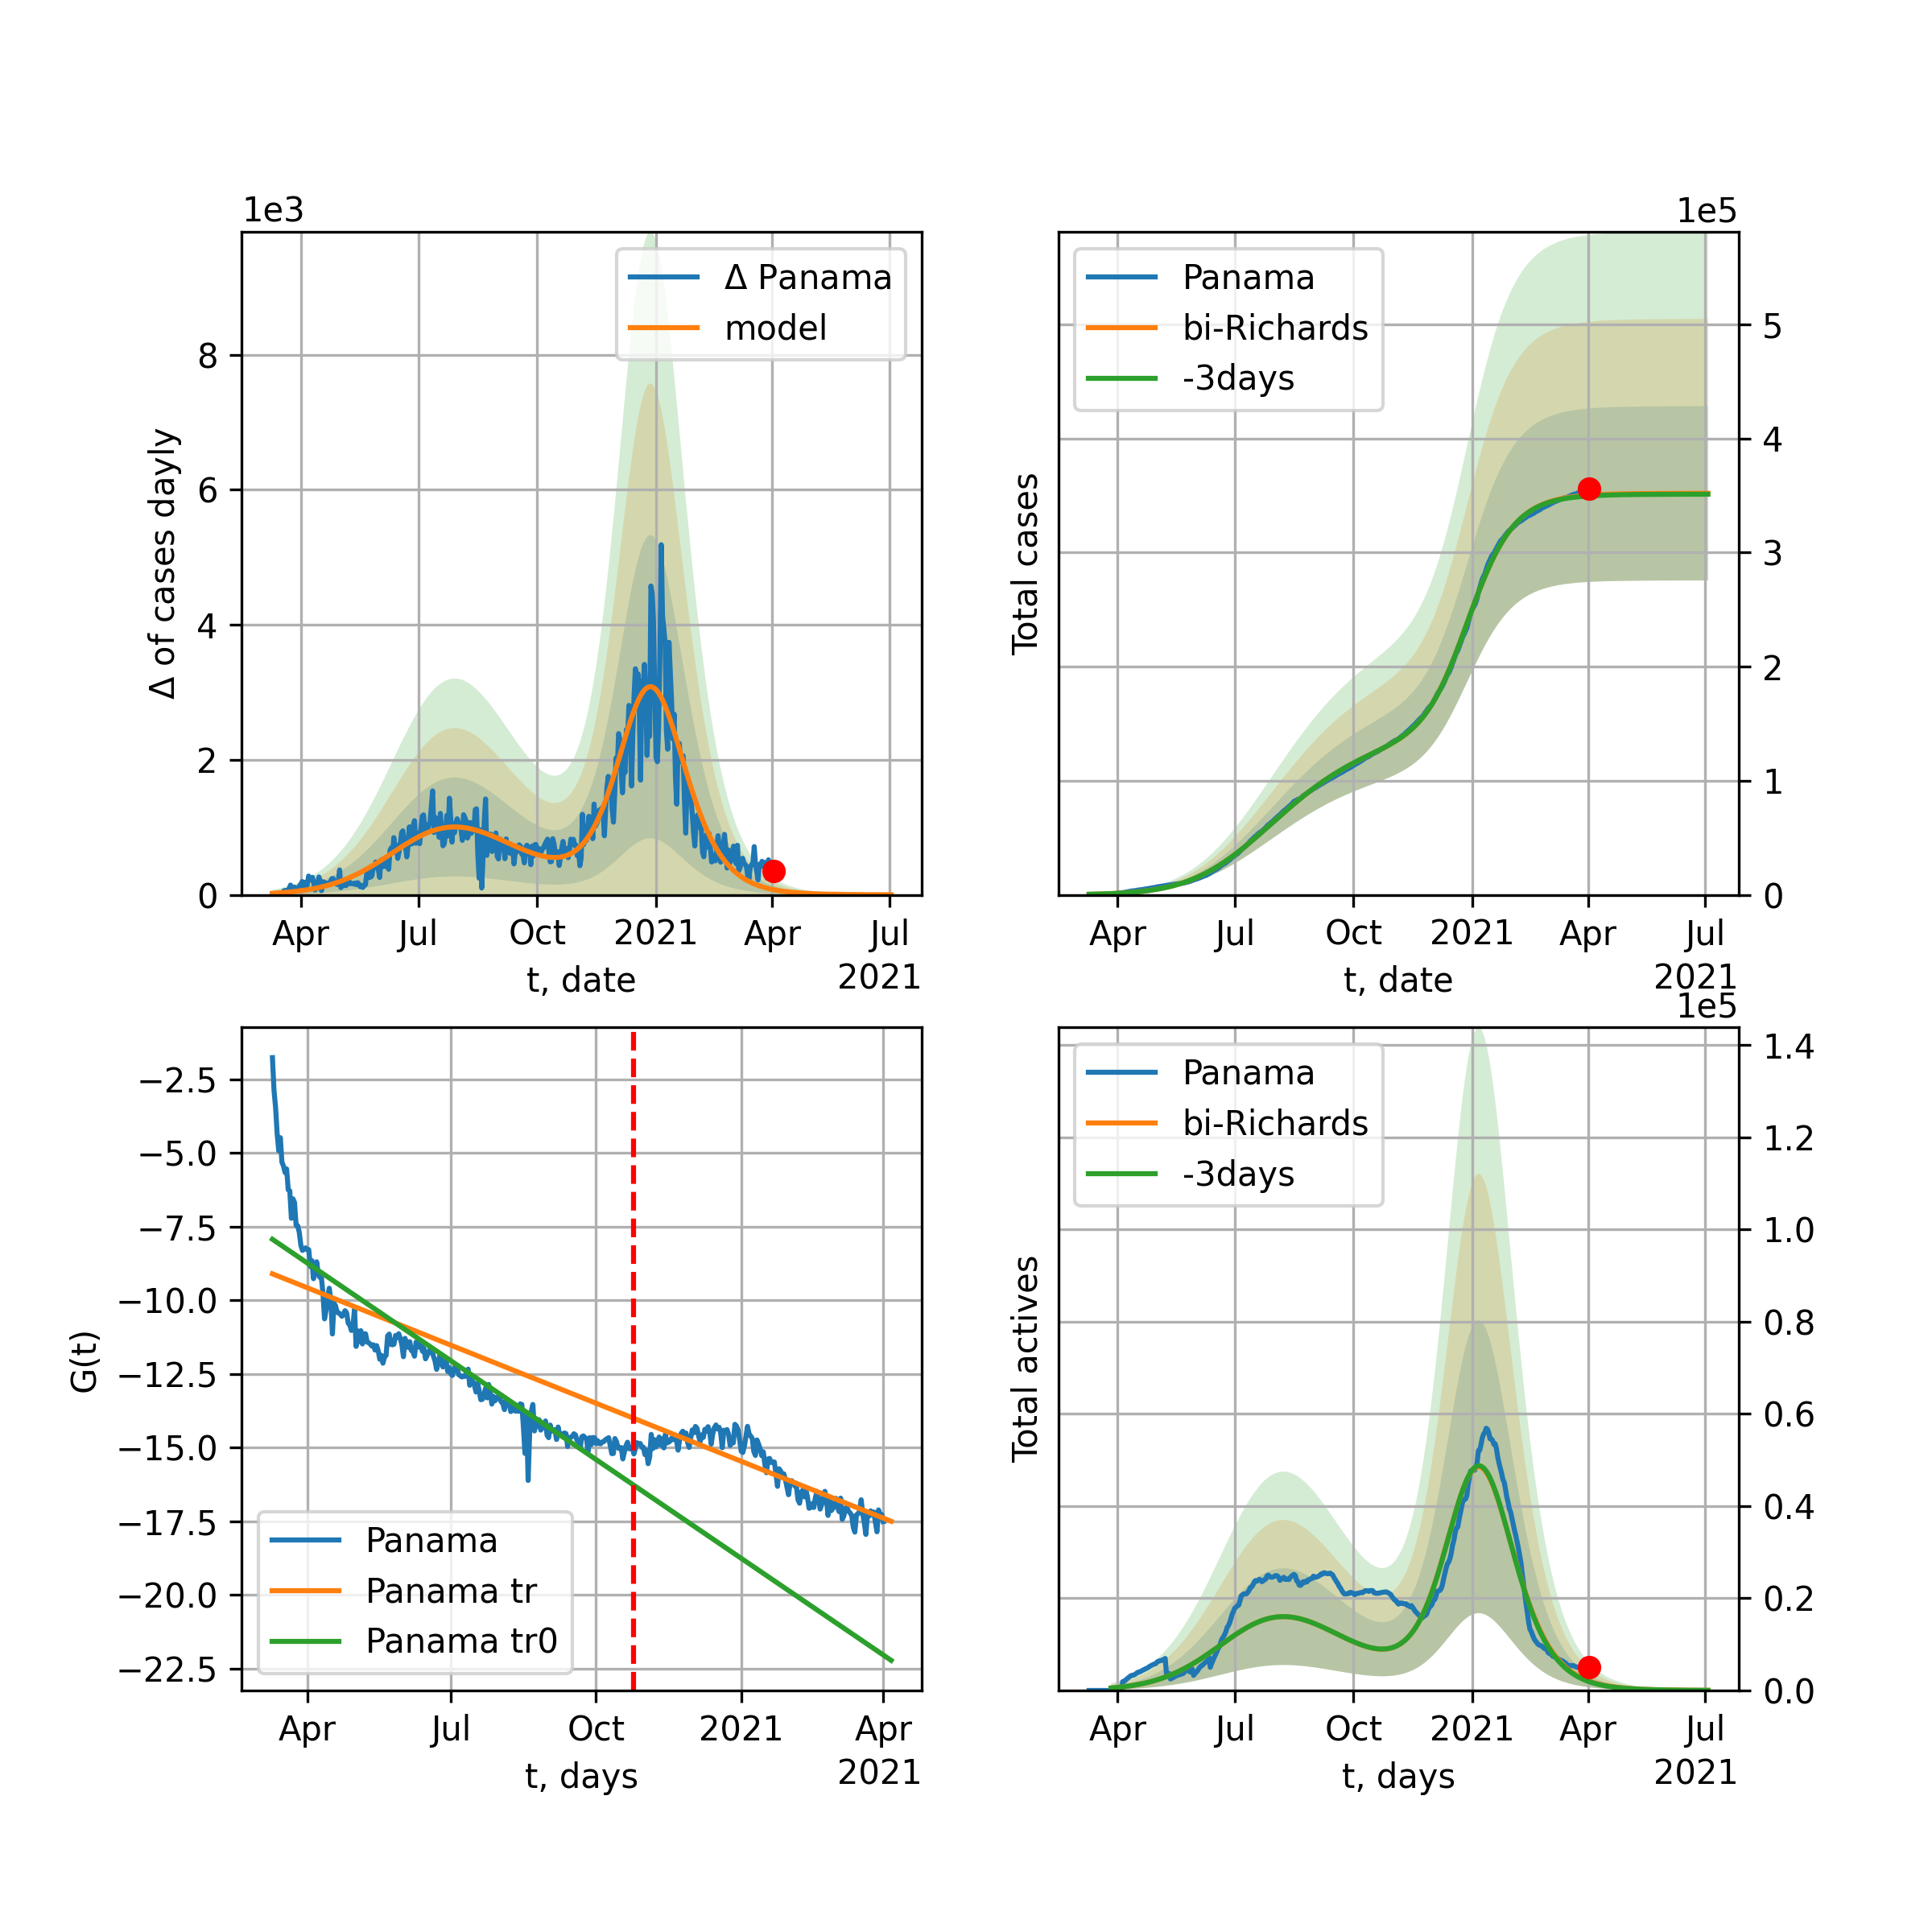 1e3
Δ Panama
model
8
6
4
2
0
Δ of cases dayly
Apr
Jul
Oct
2021
Apr
Jul
2021
t, date
1e5
Panama
bi-Richards
-3days
5
4
3
2
1
0
Total cases
Apr
Jul
Oct
2021
Apr
Jul
2021
t, date
−2.5
−5.0
−7.5
−10.0
−12.5
−15.0
−17.5
−20.0
−22.5
G(t)
Panama
Panama tr
Panama tr0
Apr
Jul
Oct
2021
Apr
2021
t, days
1e5
Panama
bi-Richards
-3days
1.4
1.2
1.0
0.8
0.6
0.4
0.2
0.0
Total actives
Apr
Jul
Oct
2021
Apr
Jul
2021
t, days